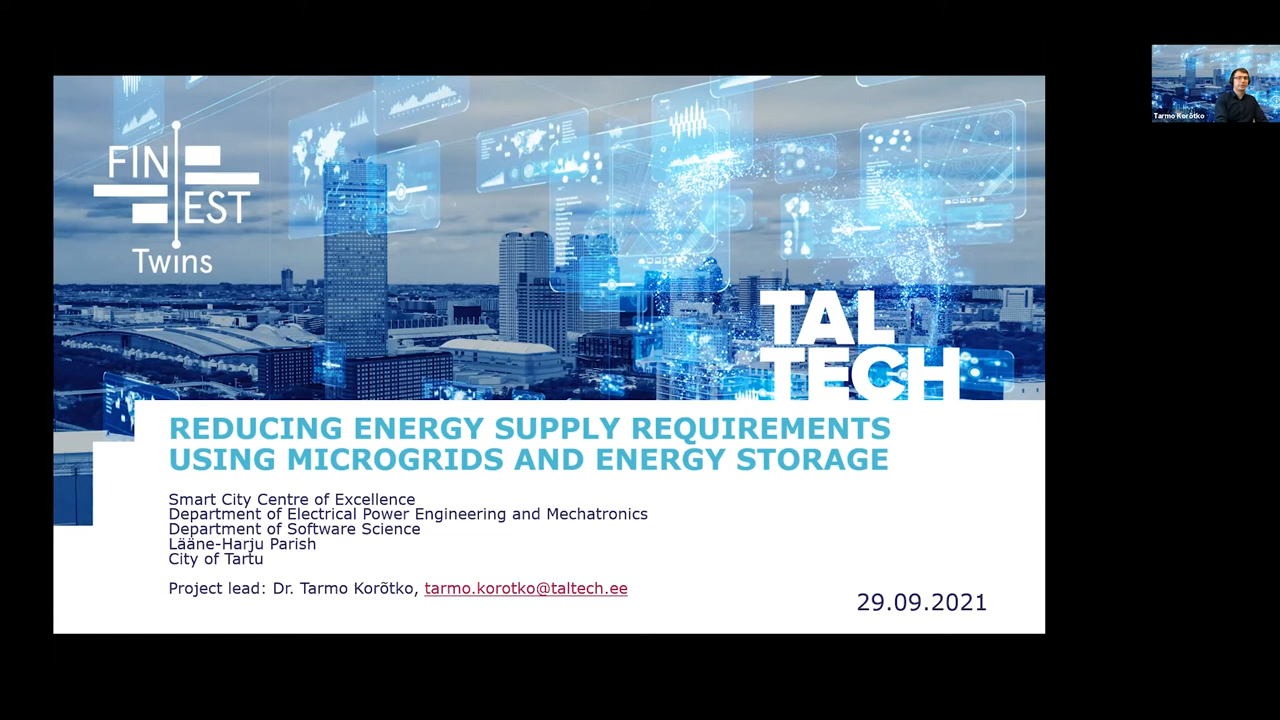 FIN
EST
Twins
TAL
TECH
REDUCING ENERGY SUPPLY REQUIREMENTS
USING MICROGRIDS AND ENERGY STORAGE
Smart City Centre of Excellence
Department of Electrical Power Engineering and Mechatronics
Department of Software Science
Lääne-Harju Parish
City of Tartu
Project lead: Dr. Tarmo Korõtko, tarmo.korotko@taltech.ee
29.09.2021
Tarmo Korõtko